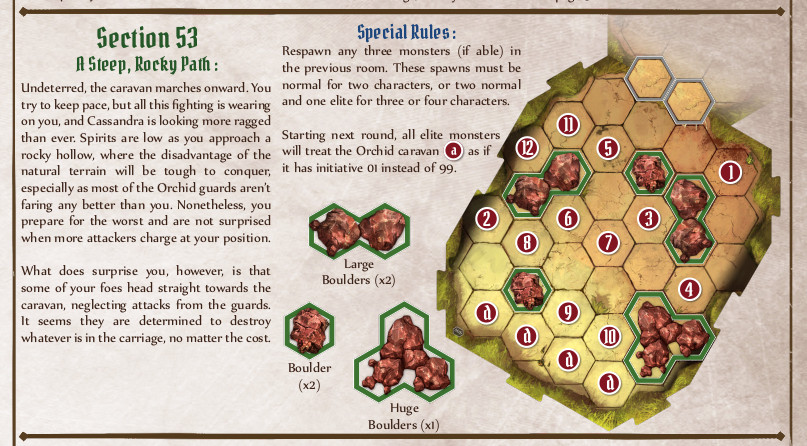 Section 53
A Steep, Rocky Path:
Undeterred, the caravan marches onward. You
try to keep pace, but all this fighting is wearing
on you, and Cassandra is looking more ragged
than ever. Spirits are low as you approach a
rocky hollow, where the disadvantage of the
natural terrain will be tough to conquer,
especially as most of the Orchid guards aren't
faring any better than you. Nonetheless, you
prepare for the worst and are not surprised
when more attackers charge at your position.
What does surprise you, however, is that
some of your foes head straight towards the
caravan, neglecting attacks from the guards.
It seems they are determined to destroy
whatever is in the carriage, no matter the cost.
Special Rules:
Respawn any three monsters (if able) in
the previous room. These spawns must be
normal for two characters, or two normal
and one elite for three or four characters.
Starting next round, all elite monsters
will treat the Orchid caravan a as if
it has initiative 01 instead of 99.
Large
Boulders (x2)
Boulder
(x2)
Huge
Boulders (x1)
11
12
5
1
2
6
3
8
7
4
d
9
d
10
d
d